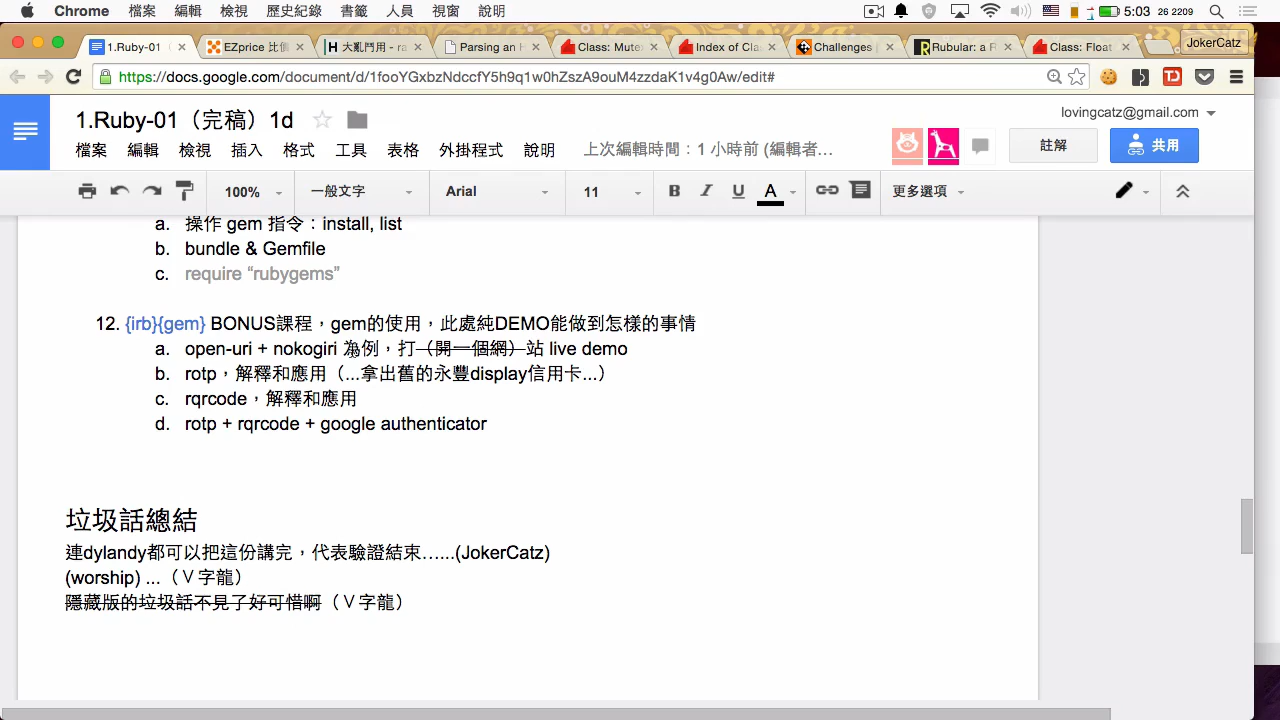 Chrome 檔案 編輯 檢視 歷史紀錄 書籤 人員 視窗 說明 5:03 26 2209
1.Ruby-01 EZprice 比價 大亂鬥用 - ra Parsing an H Class: Mute Index of Cla Challenges Rubular: a Class: Float JokerCatz
https://docs.google.com/document/d/1fooYGxbzNdccfY5h9q1w0hZszA9ouM4zzdaK1v4g0Aw/edit#
1.Ruby-01（完稿）1d
lovingcatz@gmail.com
檔案 編輯 檢視 插入 格式 工具 表格 外掛程式 說明 上次編輯時間：1 小時前 (編輯者...
註解 共用
100% 一般文字 Arial 11 B I U A 更多選項
a. 操作 gem 指令：install, list
b. bundle & Gemfile
c. require “rubygems”
12. {irb}{gem} BONUS課程，gem的使用，此處純DEMO能做到怎樣的事情
a. open-uri + nokogiri 為例，打（開一個網）站 live demo
b. rotp，解釋和應用（...拿出舊的永豐display信用卡...）
c. rqrcode，解釋和應用
d. rotp + rqrcode + google authenticator
垃圾話總結
連dylandy都可以把這份講完，代表驗證結束…...(JokerCatz)
(worship) ...（Ｖ字龍）
隱藏版的垃圾話不見了好可惜啊（Ｖ字龍）